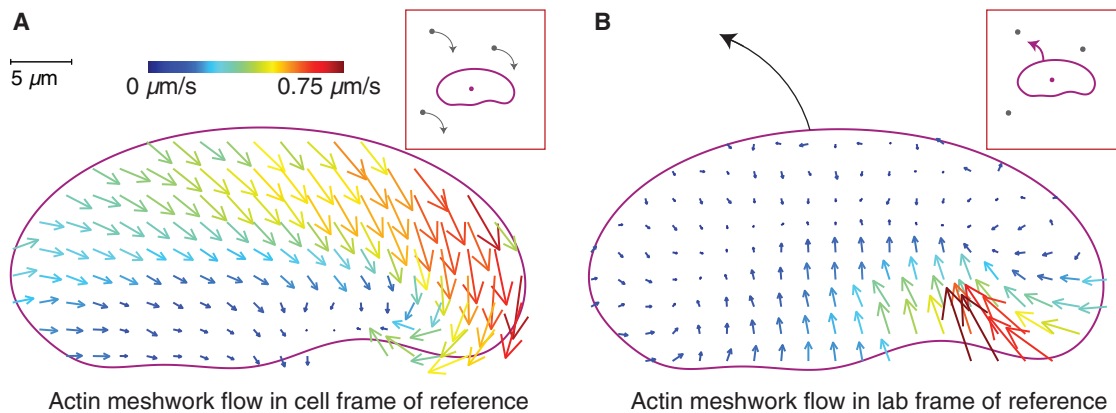 A
B
5 μm
0 μm/s
0.75 μm/s
Actin meshwork flow in cell frame of reference
Actin meshwork flow in lab frame of reference